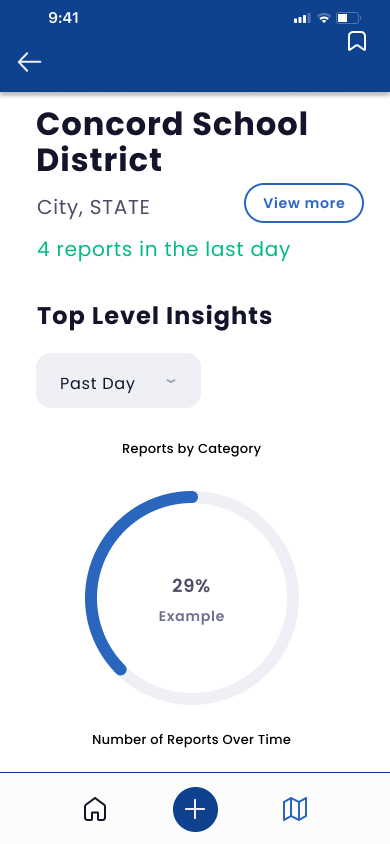 9:41
Concord School
District
City, STATE
View more
4 reports in the last day
Top Level Insights
Past Day
Reports by Category
29%
Example
Number of Reports Over Time